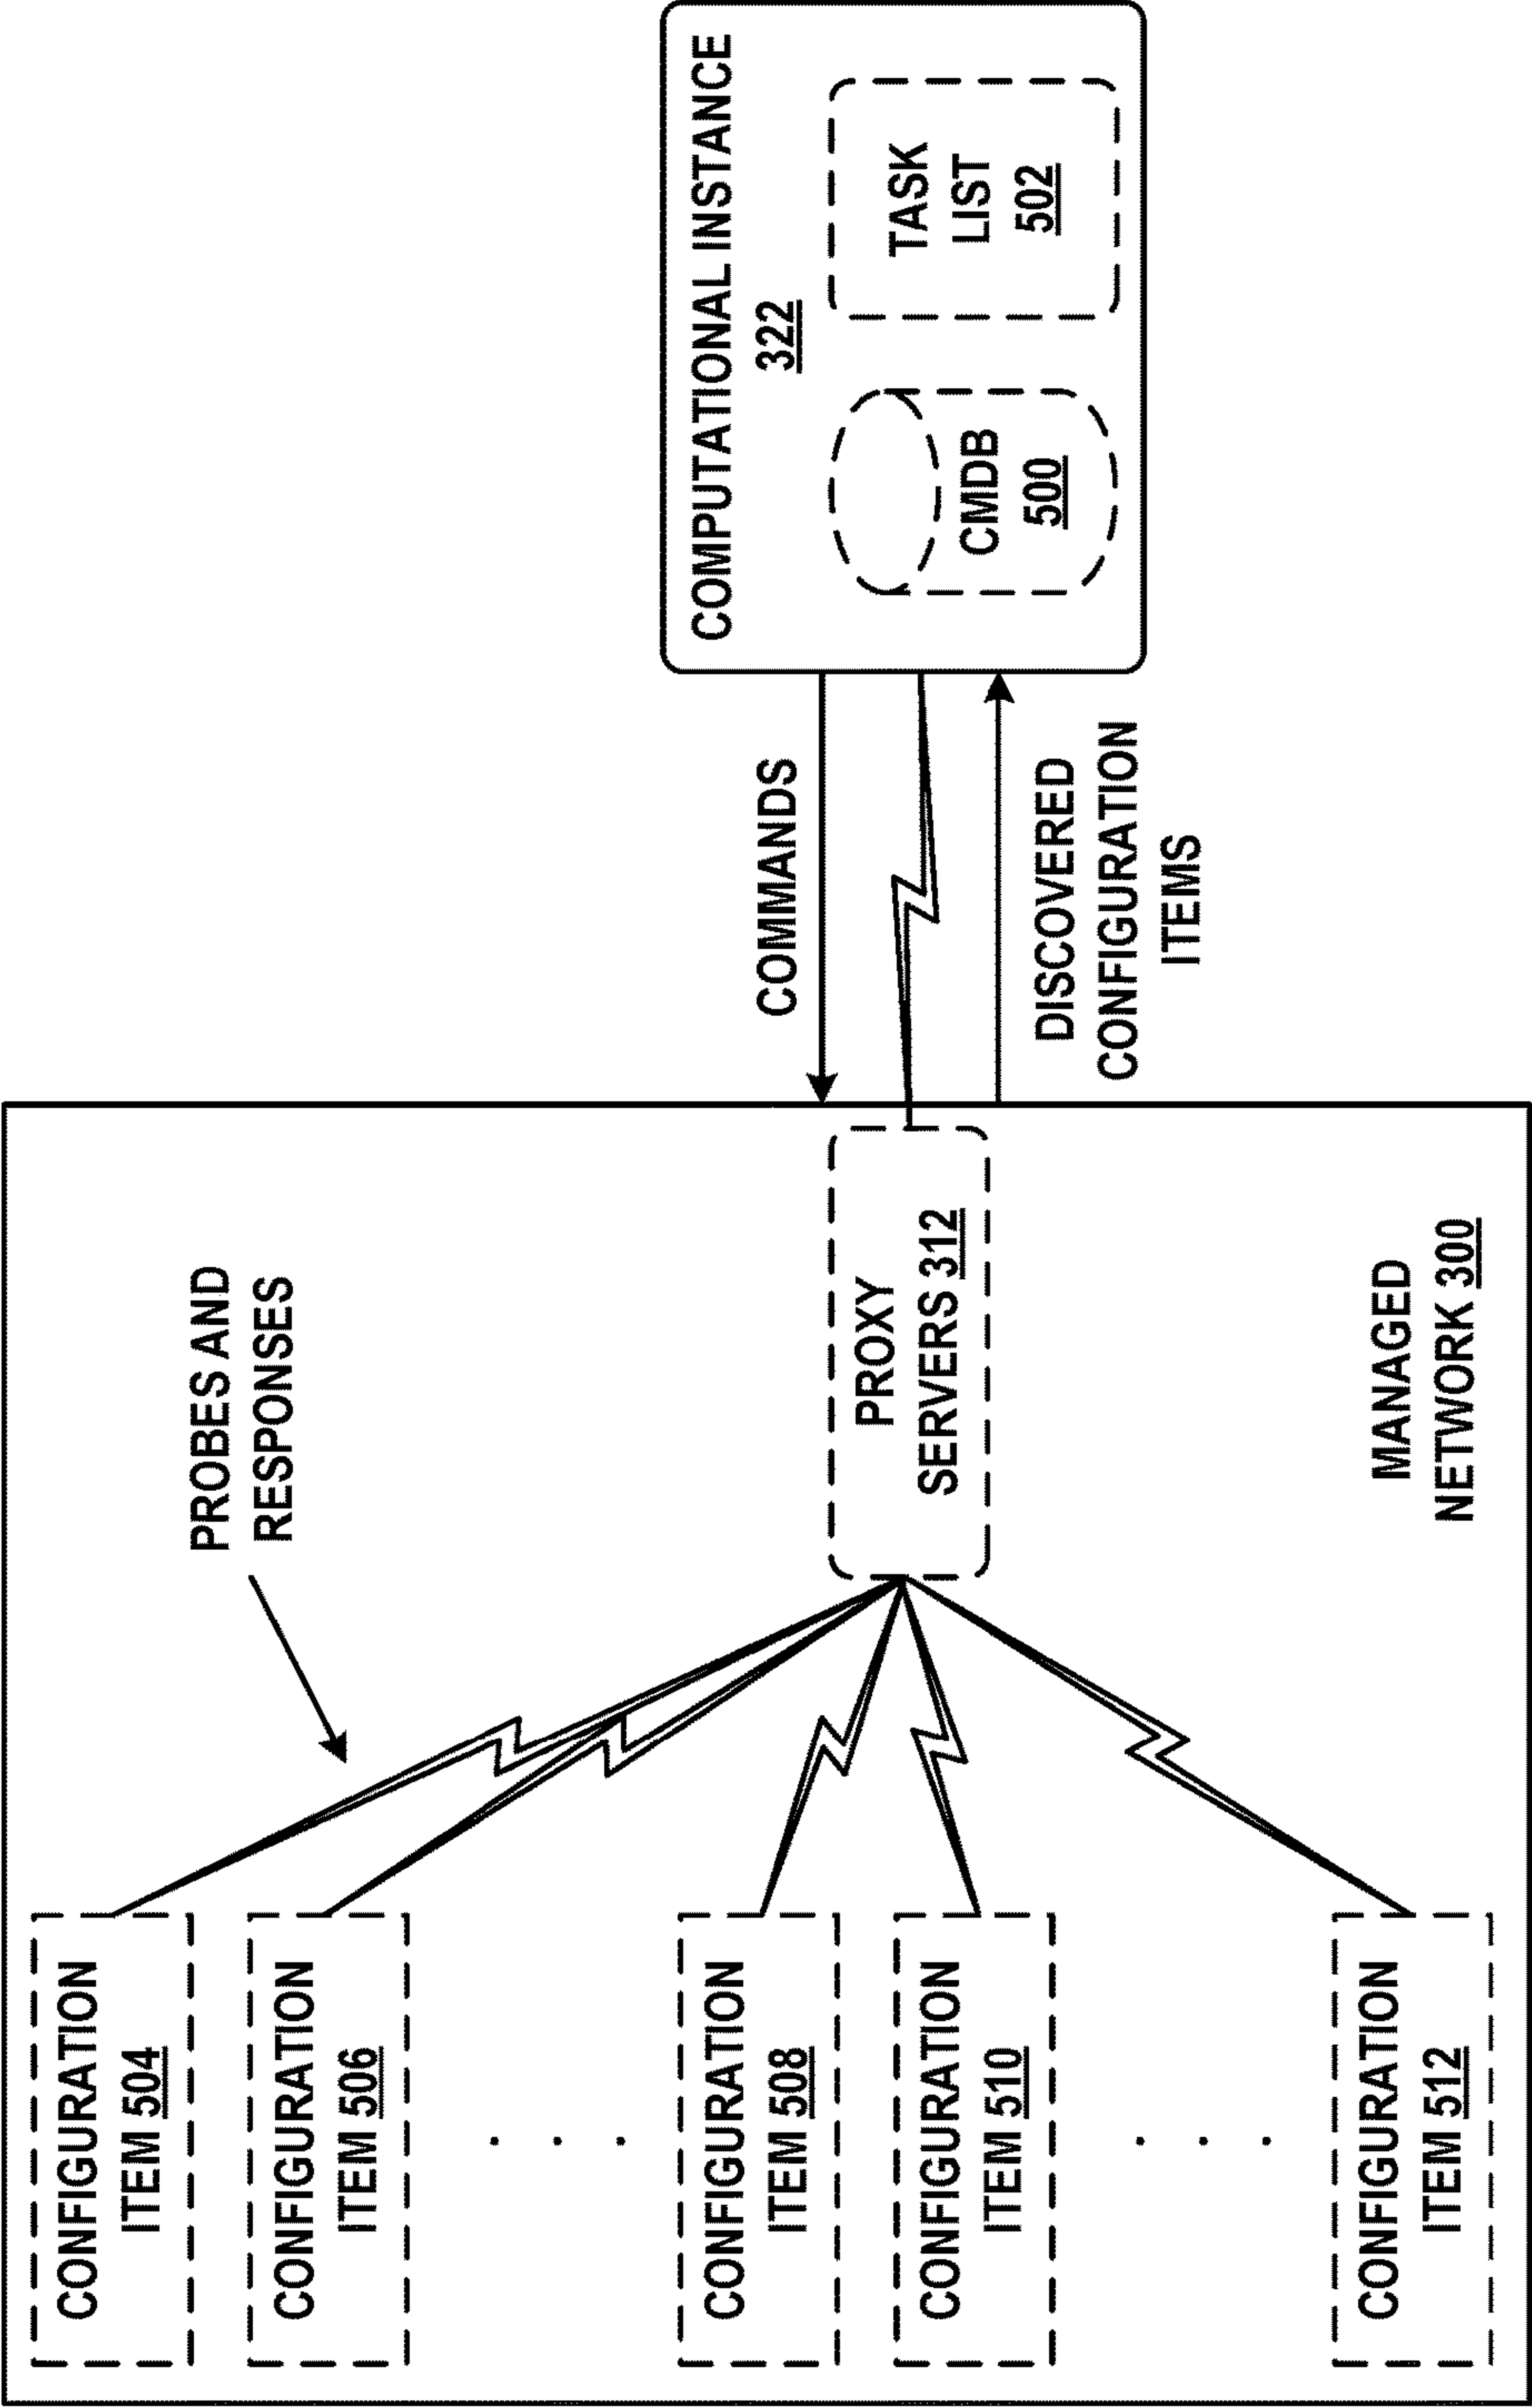 COMPUTATIONAL INSTANCE
322
CMDB
500
TASK
LIST
502
COMMANDS
DISCOVERED
CONFIGURATION
ITEMS
PROBES AND
RESPONSES
PROXY
SERVERS 312
MANAGED
NETWORK 300
CONFIGURATION
ITEM 504
CONFIGURATION
ITEM 506
. . .
CONFIGURATION
ITEM 508
CONFIGURATION
ITEM 510
. . .
CONFIGURATION
ITEM 512